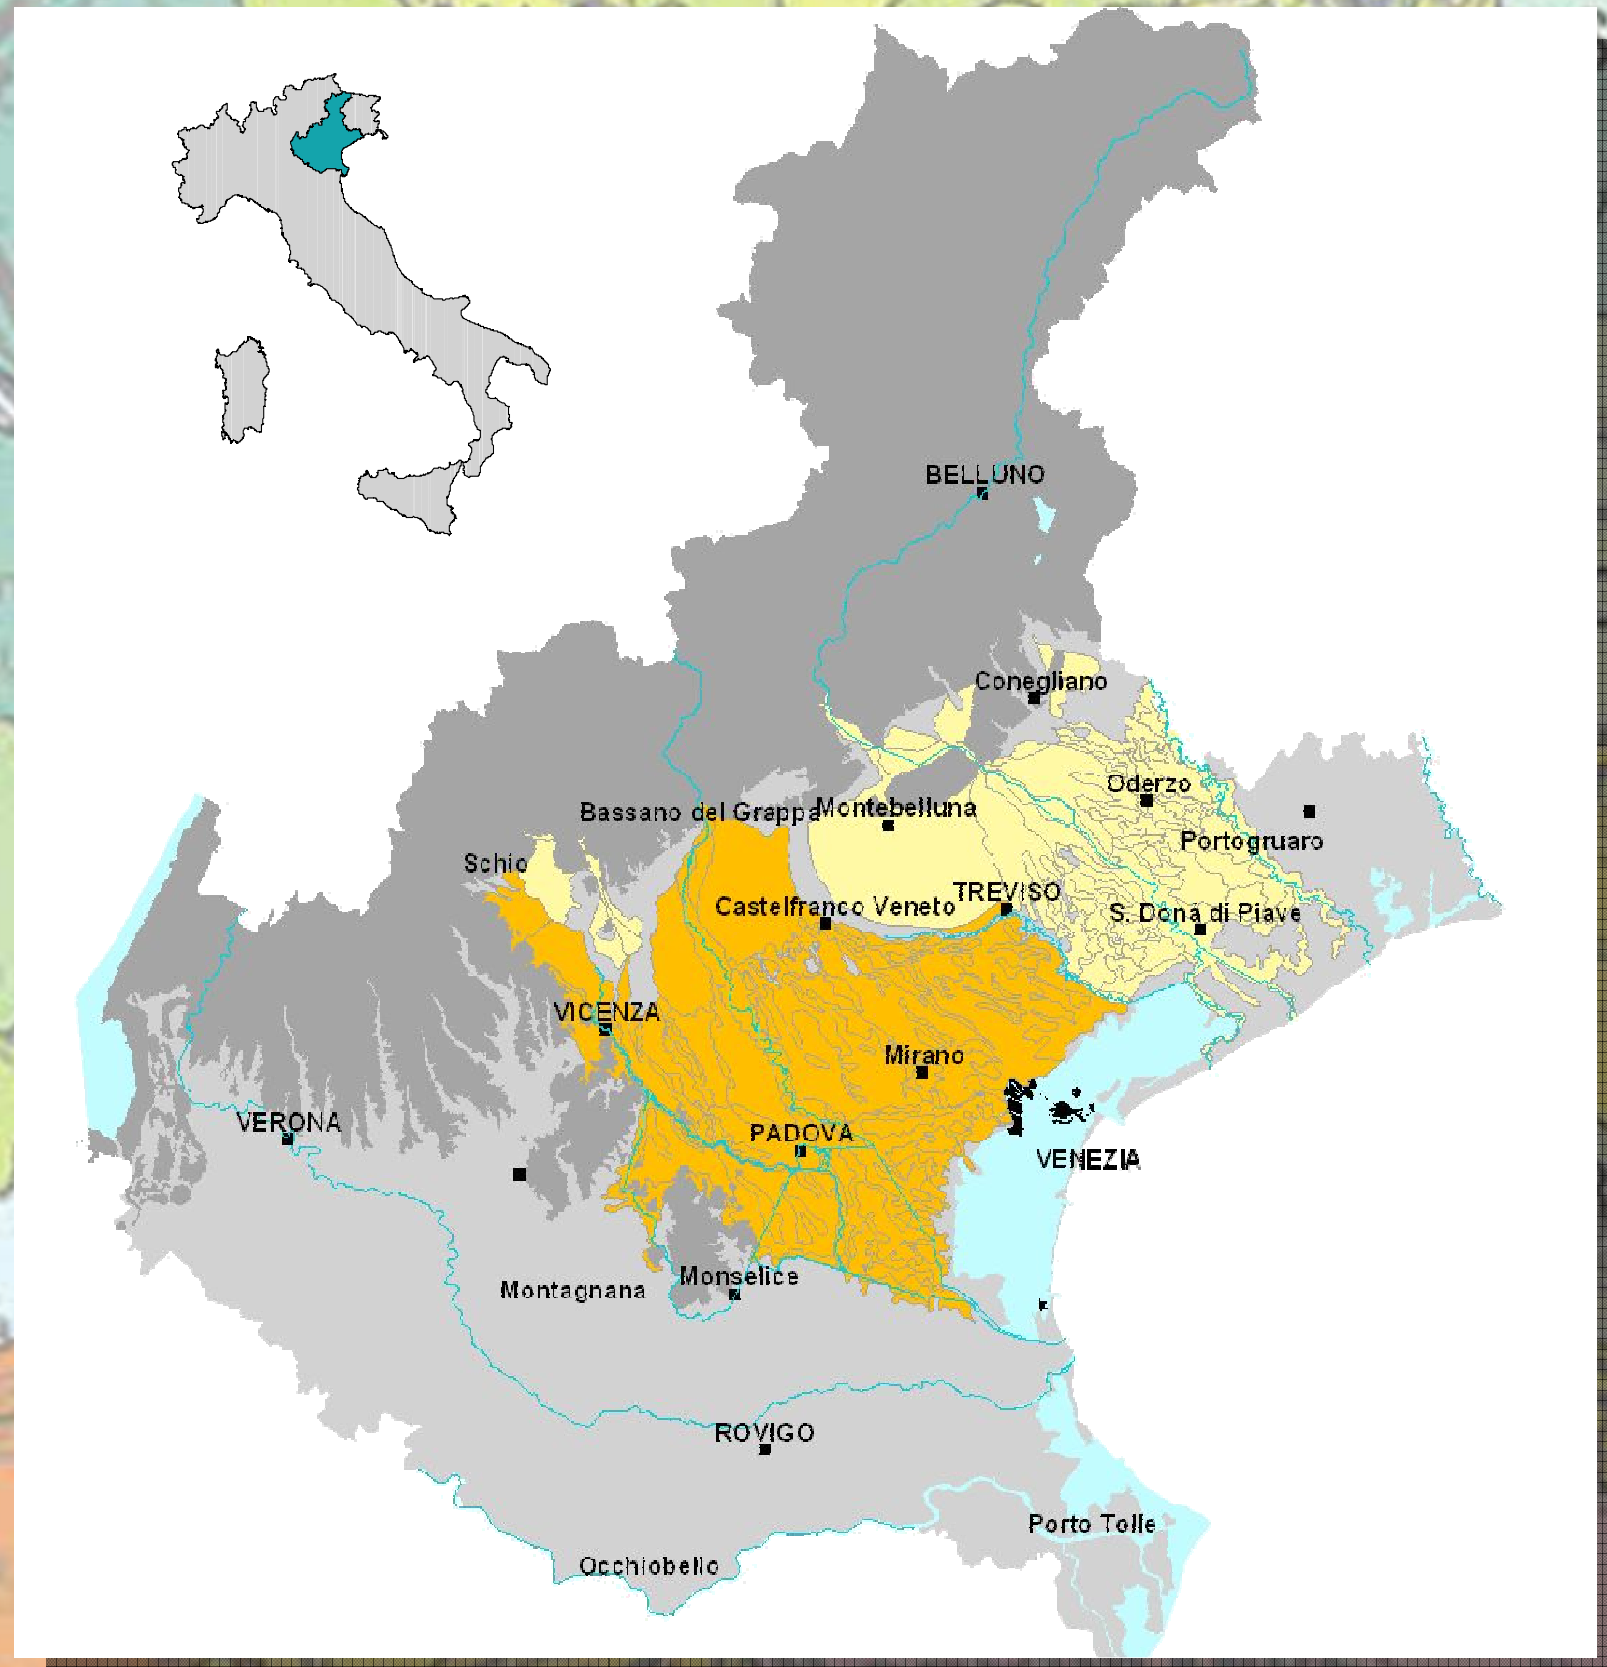 BELLUNO
Conegliano
Oderzo
Bassano del Grappa
Montebelluna
Portogruaro
Schio
TREVISO
Castelfranco Veneto
S. Donà di Piave
VICENZA
Mirano
VERONA
PADOVA
VENEZIA
Montagnana
Monselice
ROVIGO
Porto Tolle
Occhiobello